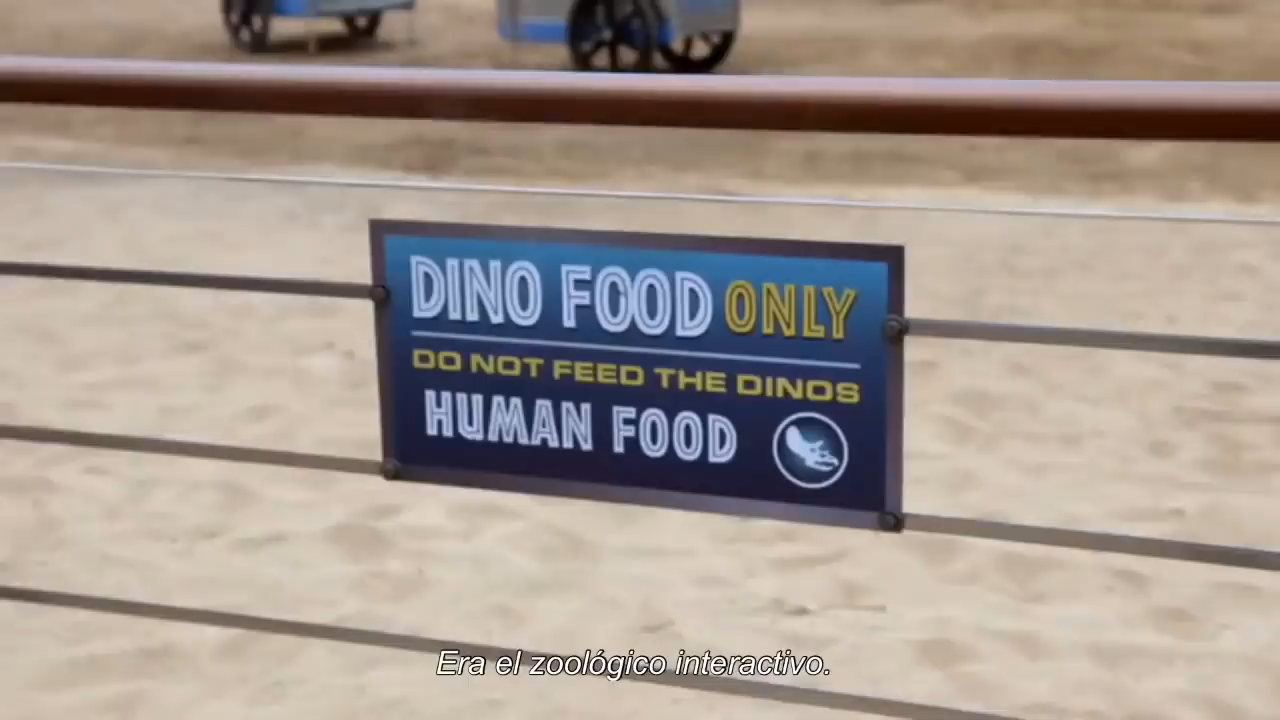 DINO FOOD ONLY
DO NOT FEED THE DINOS
HUMAN FOOD
Era el zoológico interactivo.